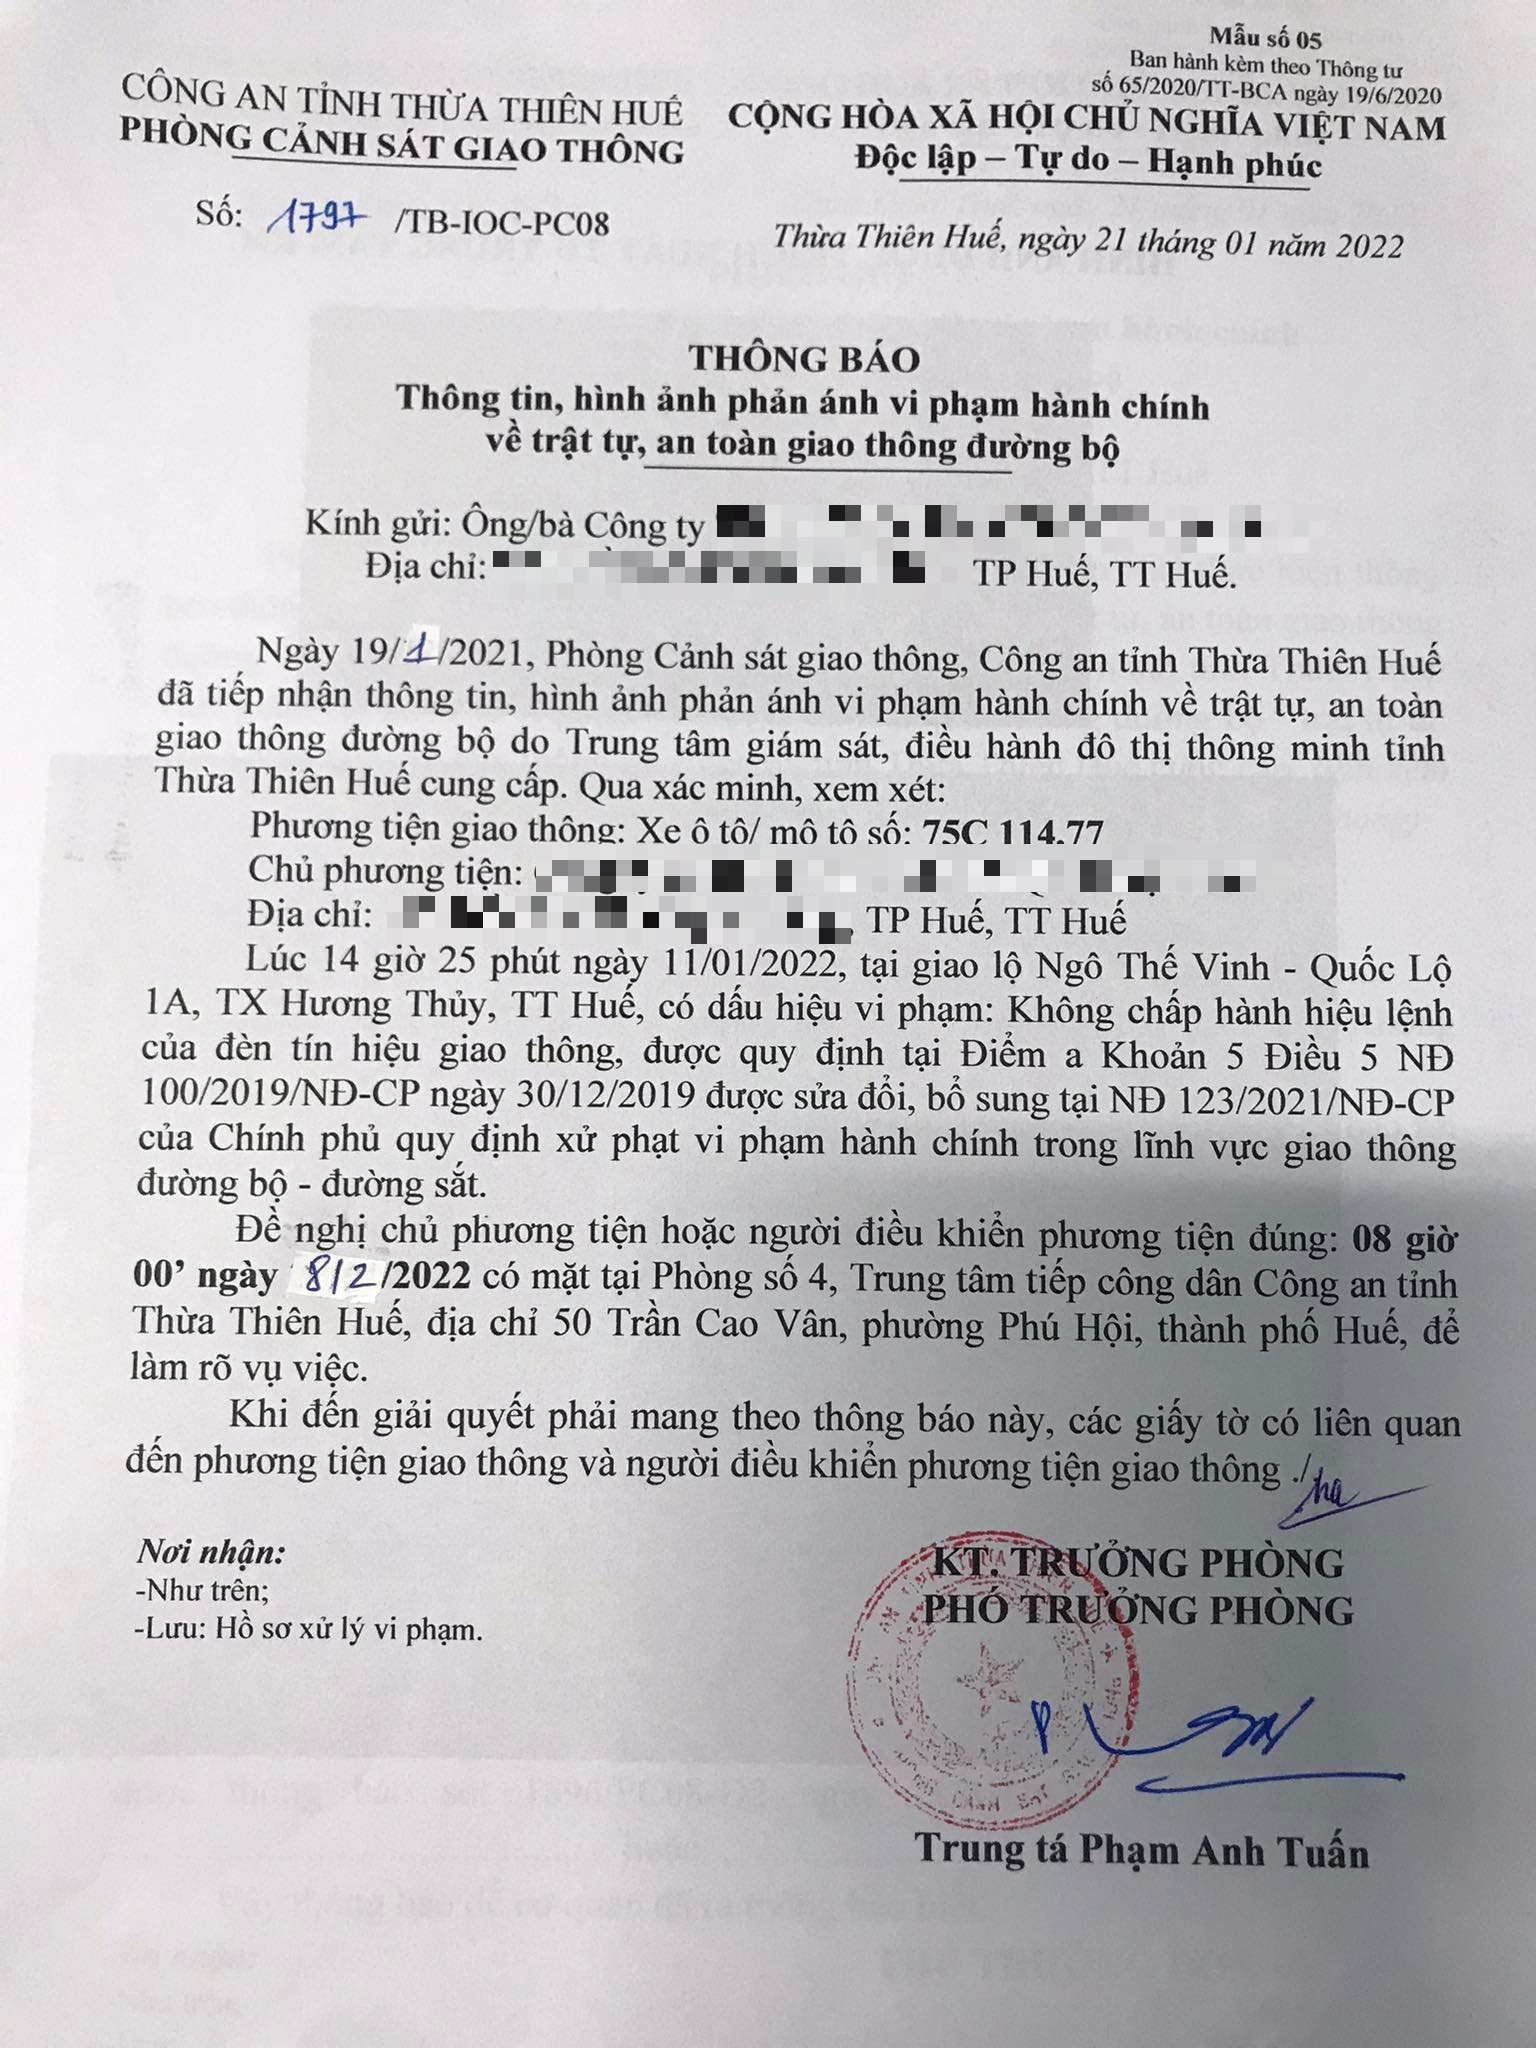 Mẫu số 05
Ban hành kèm theo Thông tư
số 65/2020/TT-BCA ngày 19/6/2020
CÔNG AN TỈNH THỪA THIÊN HUẾ
PHÒNG CẢNH SÁT GIAO THÔNG
CỘNG HÒA XÃ HỘI CHỦ NGHĨA VIỆT NAM
Độc lập – Tự do – Hạnh phúc
Số: 1797 /TB-IOC-PC08
Thừa Thiên Huế, ngày 21 tháng 01 năm 2022
THÔNG BÁO
Thông tin, hình ảnh phản ánh vi phạm hành chính
về trật tự, an toàn giao thông đường bộ
Kính gửi: Ông/bà Công ty
Địa chỉ: TP Huế, TT Huế.
Ngày 19/1/2021, Phòng Cảnh sát giao thông, Công an tỉnh Thừa Thiên Huế
đã tiếp nhận thông tin, hình ảnh phản ánh vi phạm hành chính về trật tự, an toàn
giao thông đường bộ do Trung tâm giám sát, điều hành đô thị thông minh tỉnh
Thừa Thiên Huế cung cấp. Qua xác minh, xem xét:
Phương tiện giao thông: Xe ô tô/ mô tô số: 75C 114.77
Chủ phương tiện:
Địa chỉ: , TP Huế, TT Huế
Lúc 14 giờ 25 phút ngày 11/01/2022, tại giao lộ Ngô Thế Vinh - Quốc Lộ
1A, TX Hương Thủy, TT Huế, có dấu hiệu vi phạm: Không chấp hành hiệu lệnh
của đèn tín hiệu giao thông, được quy định tại Điểm a Khoản 5 Điều 5 NĐ
100/2019/NĐ-CP ngày 30/12/2019 được sửa đổi, bổ sung tại NĐ 123/2021/NĐ-CP
của Chính phủ quy định xử phạt vi phạm hành chính trong lĩnh vực giao thông
đường bộ - đường sắt.
Đề nghị chủ phương tiện hoặc người điều khiển phương tiện đúng: 08 giờ
00’ ngày 8/2/2022 có mặt tại Phòng số 4, Trung tâm tiếp công dân Công an tỉnh
Thừa Thiên Huế, địa chỉ 50 Trần Cao Vân, phường Phú Hội, thành phố Huế, để
làm rõ vụ việc.
Khi đến giải quyết phải mang theo thông báo này, các giấy tờ có liên quan
đến phương tiện giao thông và người điều khiển phương tiện giao thông ./
Nơi nhận:
-Như trên;
-Lưu: Hồ sơ xử lý vi phạm.
KT. TRƯỞNG PHÒNG
PHÓ TRƯỞNG PHÒNG
Trung tá Phạm Anh Tuấn